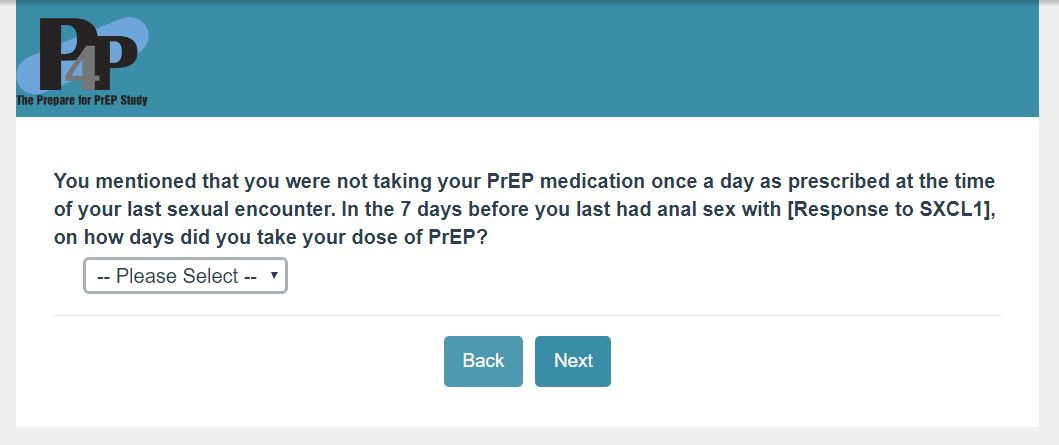 P4P
The Prepare for PrEP Study
You mentioned that you were not taking your PrEP medication once a day as prescribed at the time
of your last sexual encounter. In the 7 days before you last had anal sex with [Response to SXCL1],
on how days did you take your dose of PrEP?
-- Please Select --
Back Next